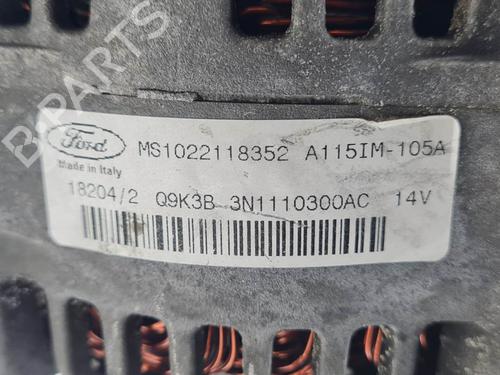 B-PARTS
Ford MS1022118352 A115IM-105A
Made in Italy
18204/2 Q9K3B 3N1110300AC 14V